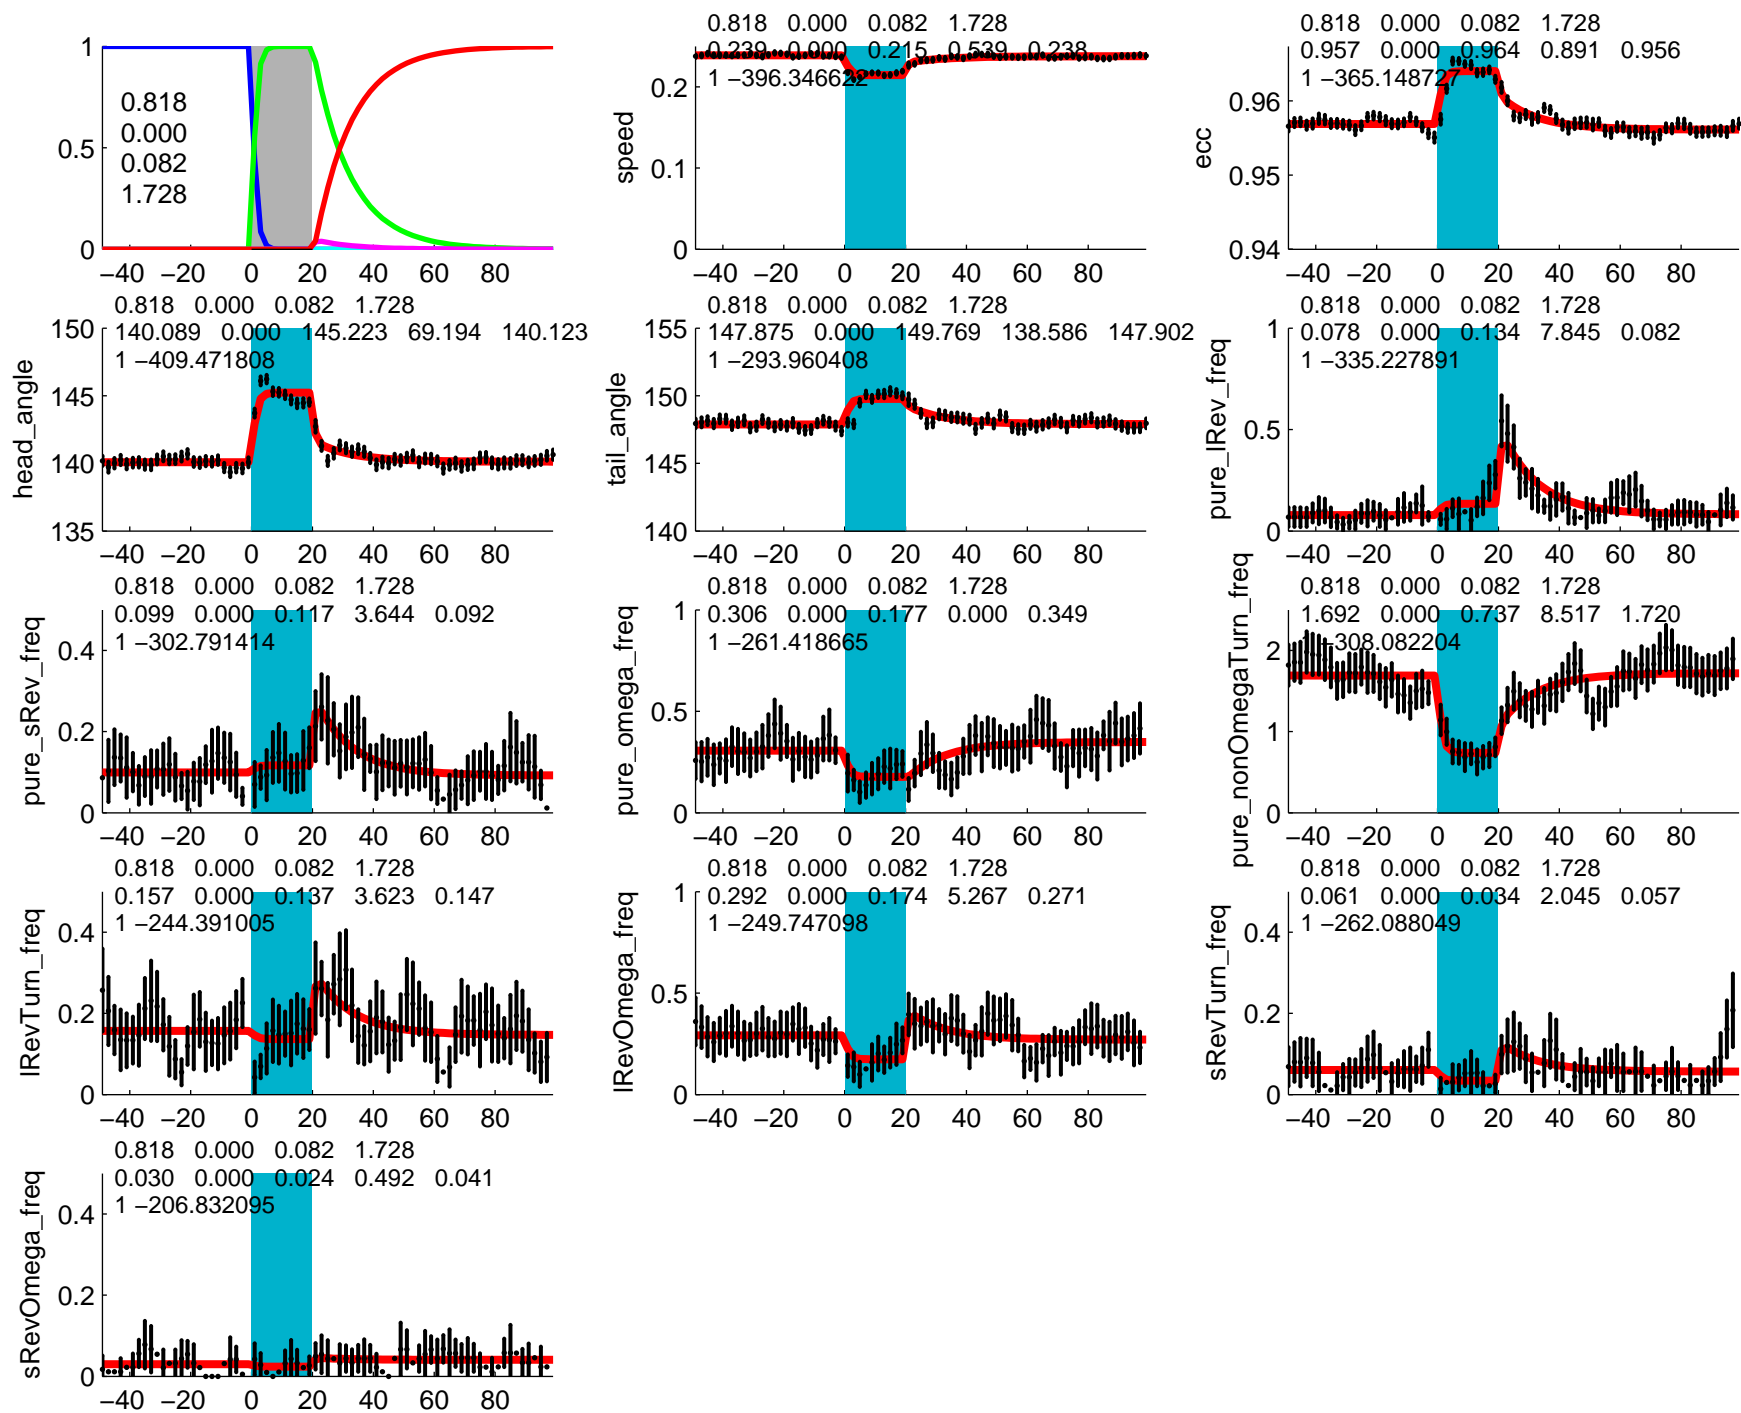 1
0.5
0
0.818
0.000
0.082
1.728
−40 −20 0 20 40 60 80
0.818 0.000 0.082 1.728
0.239 0.000 0.215 0.539 0.238
1 −396.346622
speed
0.2
0.1
0
−40 −20 0 20 40 60 80
0.818 0.000 0.082 1.728
0.957 0.000 0.964 0.891 0.956
1 −365.148727
ecc
0.96
0.95
0.94
−40 −20 0 20 40 60 80
0.818 0.000 0.082 1.728
140.089 0.000 145.223 69.194 140.123
1 −409.471808
head_angle
150
145
140
135
−40 −20 0 20 40 60 80
0.818 0.000 0.082 1.728
147.875 0.000 149.769 138.586 147.902
1 −293.960408
tail_angle
155
150
145
140
−40 −20 0 20 40 60 80
0.818 0.000 0.082 1.728
0.078 0.000 0.134 7.845 0.082
1 −335.227891
pure_lRev_freq
1
0.5
0
−40 −20 0 20 40 60 80
0.818 0.000 0.082 1.728
0.099 0.000 0.117 3.644 0.092
1 −302.791414
pure_sRev_freq
0.4
0.2
0
−40 −20 0 20 40 60 80
0.818 0.000 0.082 1.728
0.306 0.000 0.177 0.000 0.349
1 −261.418665
pure_omega_freq
1
0.5
0
−40 −20 0 20 40 60 80
0.818 0.000 0.082 1.728
1.692 0.000 0.737 8.517 1.720
1 −308.082204
pure_nonOmegaTurn_freq
2
1
0
−40 −20 0 20 40 60 80
0.818 0.000 0.082 1.728
0.157 0.000 0.137 3.623 0.147
1 −244.391005
lRevTurn_freq
0.4
0.2
0
−40 −20 0 20 40 60 80
0.818 0.000 0.082 1.728
0.292 0.000 0.174 5.267 0.271
1 −249.747098
lRevOmega_freq
1
0.5
0
−40 −20 0 20 40 60 80
0.818 0.000 0.082 1.728
0.061 0.000 0.034 2.045 0.057
1 −262.088049
sRevTurn_freq
0.4
0.2
0
−40 −20 0 20 40 60 80
0.818 0.000 0.082 1.728
0.030 0.000 0.024 0.492 0.041
1 −206.832095
sRevOmega_freq
0.4
0.2
0
−40 −20 0 20 40 60 80